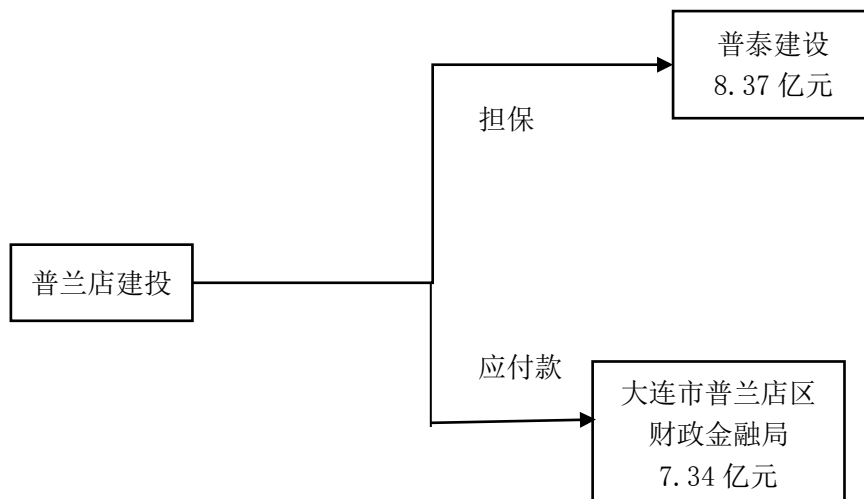 普泰建设
8.37 亿元
担保
普兰店建投
应付款
大连市普兰店区
财政金融局
7.34 亿元